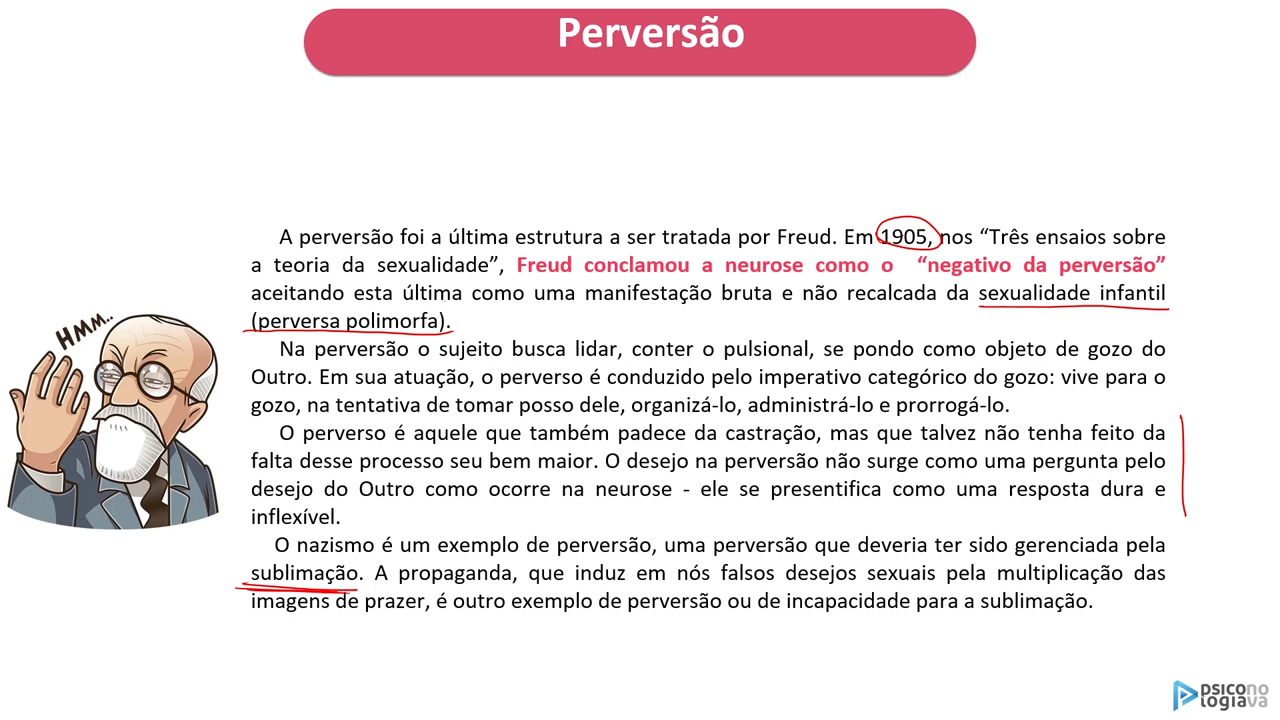 Perversão
A perversão foi a última estrutura a ser tratada por Freud. Em 1905, nos “Três ensaios sobre
a teoria da sexualidade”, Freud conclamou a neurose como o “negativo da perversão”
aceitando esta última como uma manifestação bruta e não recalcada da sexualidade infantil
(perversa polimorfa).
Na perversão o sujeito busca lidar, conter o pulsional, se pondo como objeto de gozo do
Outro. Em sua atuação, o perverso é conduzido pelo imperativo categórico do gozo: vive para o
gozo, na tentativa de tomar posso dele, organizá-lo, administrá-lo e prorrogá-lo.
O perverso é aquele que também padece da castração, mas que talvez não tenha feito da
falta desse processo seu bem maior. O desejo na perversão não surge como uma pergunta pelo
desejo do Outro como ocorre na neurose - ele se presentifica como uma resposta dura e
inflexível.
O nazismo é um exemplo de perversão, uma perversão que deveria ter sido gerenciada pela
sublimação. A propaganda, que induz em nós falsos desejos sexuais pela multiplicação das
imagens de prazer, é outro exemplo de perversão ou de incapacidade para a sublimação.
HMM..
psicono
logiava